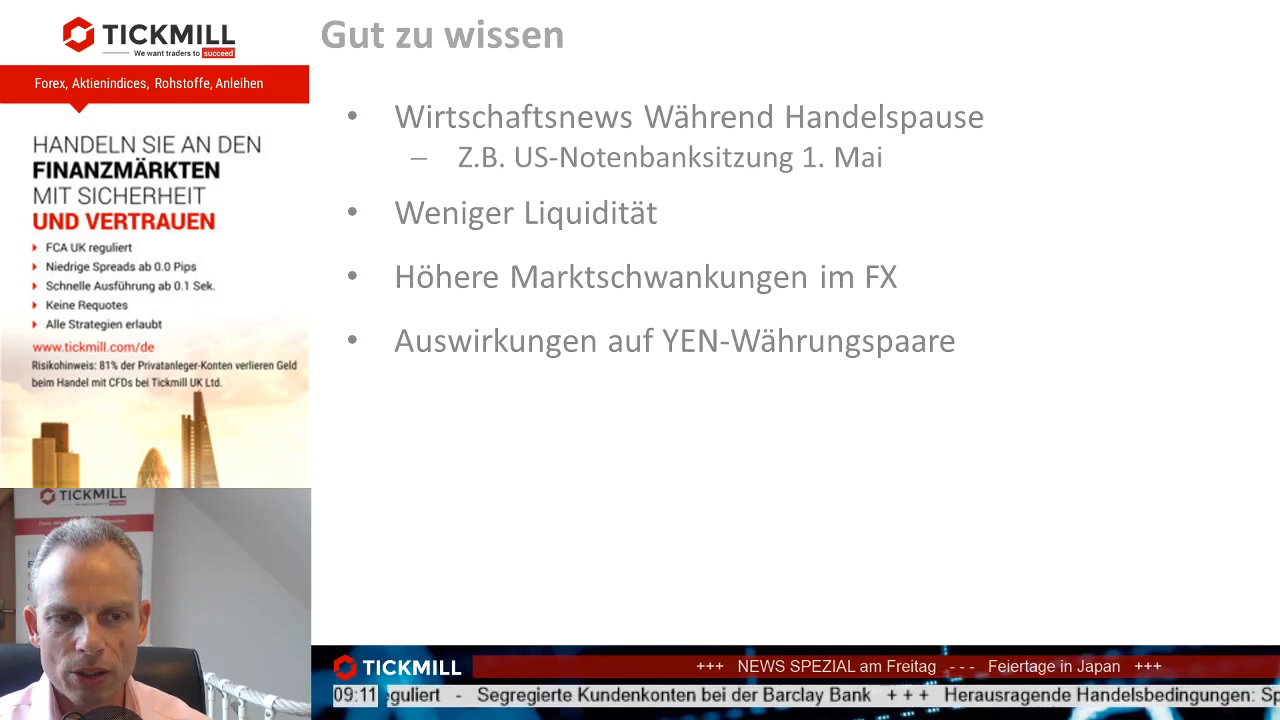 TICKMILL
We want traders to succeed
Forex, Aktienindices, Rohstoffe, Anleihen
HANDELN SIE AN DEN
FINANZMÄRKTEN
MIT SICHERHEIT
UND VERTRAUEN
FCA UK reguliert
Niedrige Spreads ab 0.0 Pips
Schnelle Ausführung ab 0.1 Sek.
Keine Requotes
Alle Strategien erlaubt
www.tickmill.com/de
Risikohinweis: 81% der Privatanleger-Konten verlieren Geld
beim Handel mit CFDs bei Tickmill UK Ltd.
TICKMILL
Gut zu wissen
• Wirtschaftsnews Während Handelspause
– Z.B. US-Notenbanksitzung 1. Mai
• Weniger Liquidität
• Höhere Marktschwankungen im FX
• Auswirkungen auf YEN-Währungspaare
TICKMILL
+++ NEWS SPEZIAL am Freitag - - - Feiertage in Japan +++
09:11 guliert - Segregierte Kundenkonten bei der Barclay Bank + + + Herausragende Handelsbedingungen: Sp